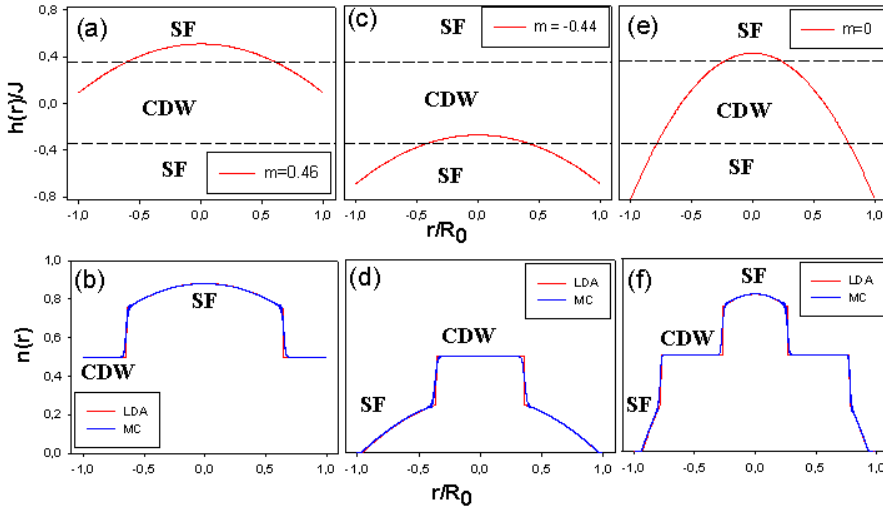 (a)
SF
CDW
SF
m=0.46
h(r)/J
0,8
0,4
0,0
-0,4
-0,8
-1,0
-0,5
0,0
0,5
1,0
(c)
SF
m = -0.44
CDW
SF
-1,0
-0,5
0,0
0,5
1,0
r/R0
(e)
SF
m=0
CDW
SF
-1,0
-0,5
0,0
0,5
1,0
(b)
SF
CDW
LDA
MC
n(r)
1,0
0,8
0,6
0,4
0,2
0,0
-1,0
-0,5
0,0
0,5
1,0
(d)
LDA
MC
CDW
SF
-1,0
-0,5
0,0
0,5
1,0
r/R0
(f)
SF
LDA
MC
CDW
SF
-1,0
-0,5
0,0
0,5
1,0